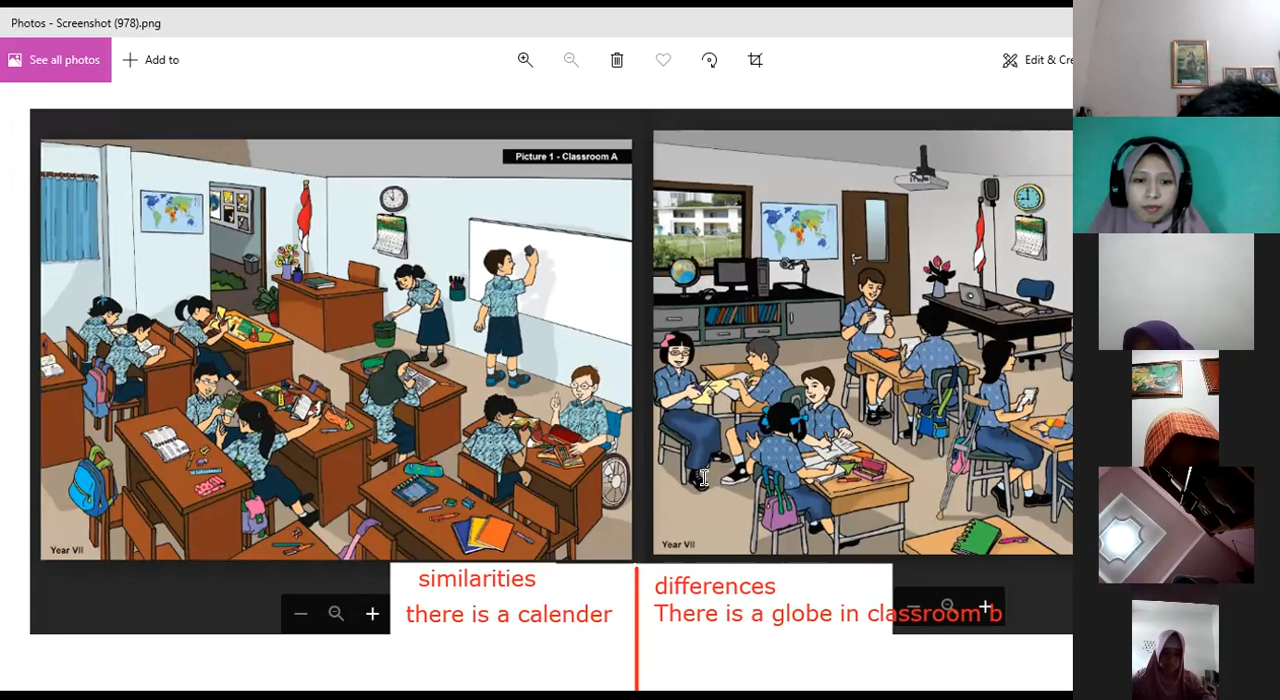 Photos - Screenshot (978).png
See all photos
Add to
Edit & Cre
Picture 1 - Classroom A
Year VII
Year VII
similarities
there is a calender
differences
There is a globe in classroom b